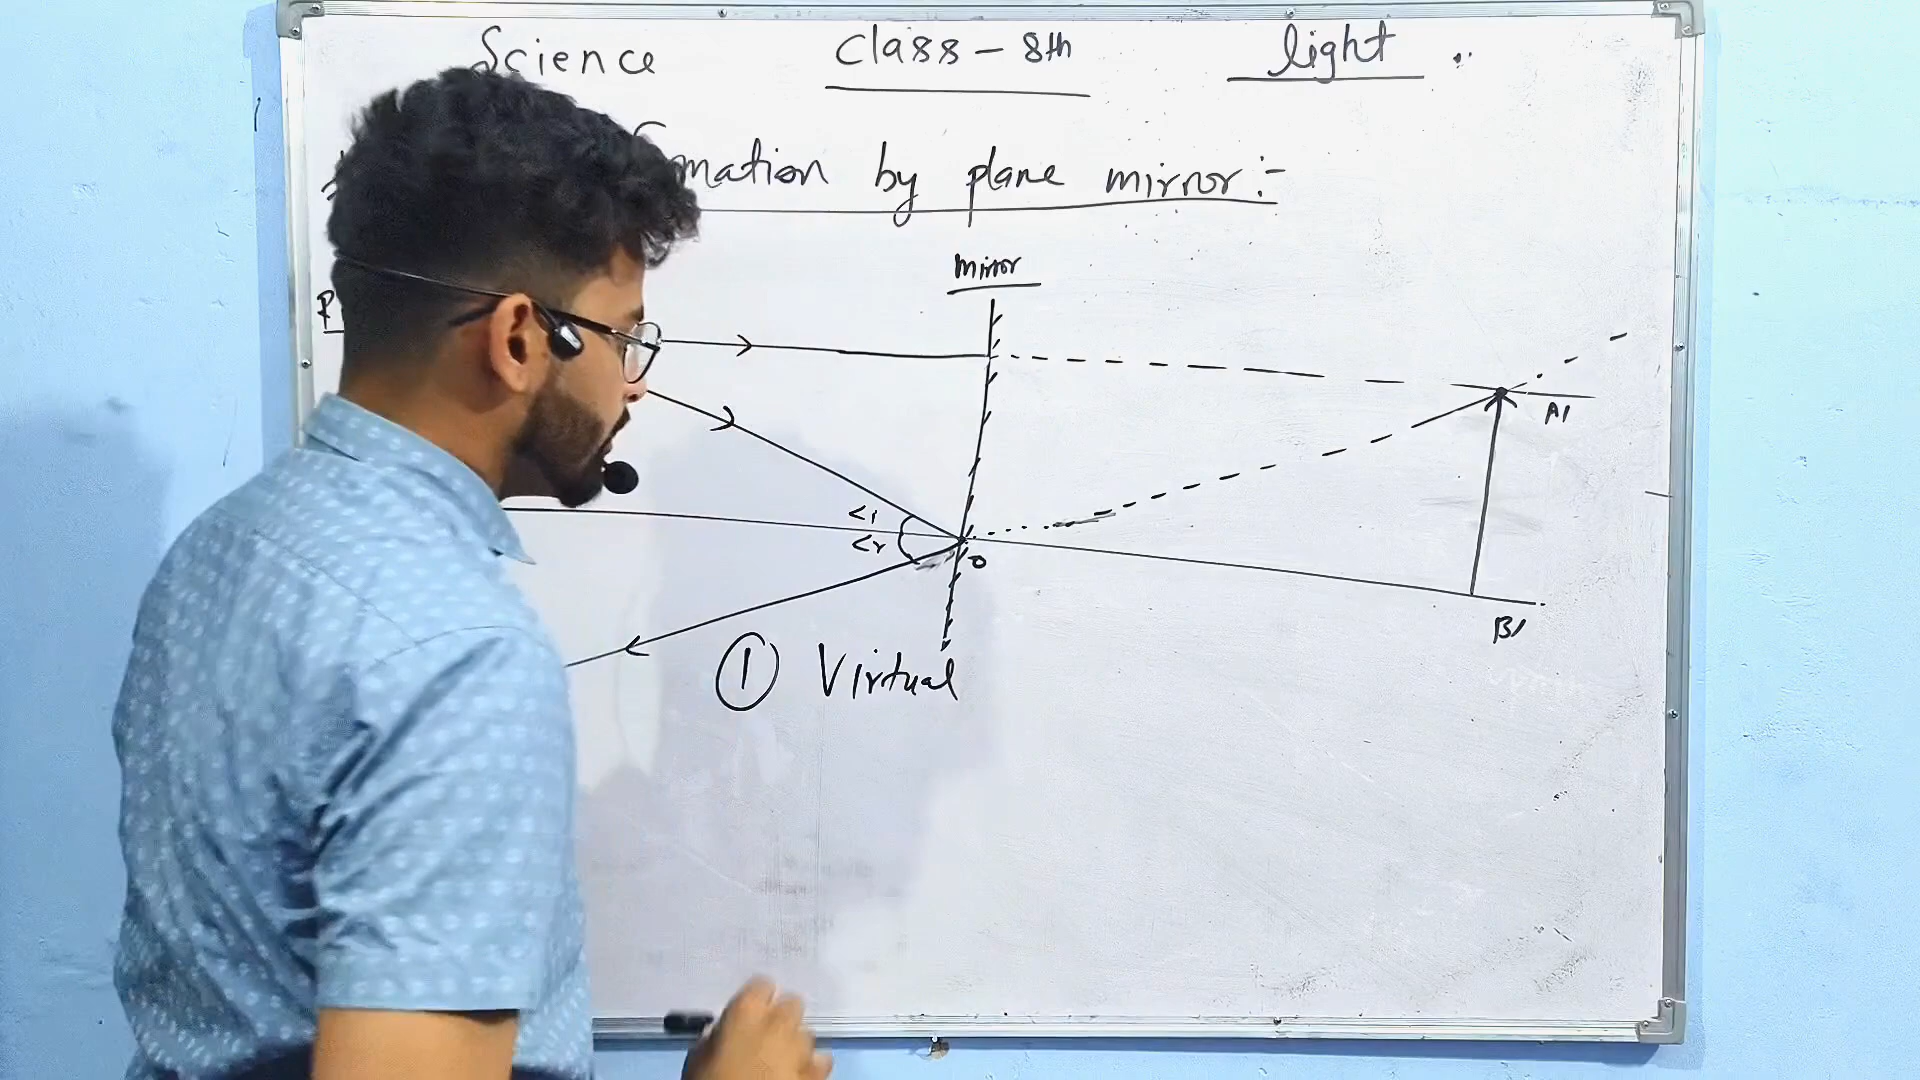 Science Class - 8th light
mation by plane mirror:-
Mirror
P
A'
<i
<r
O
B'
① Virtual